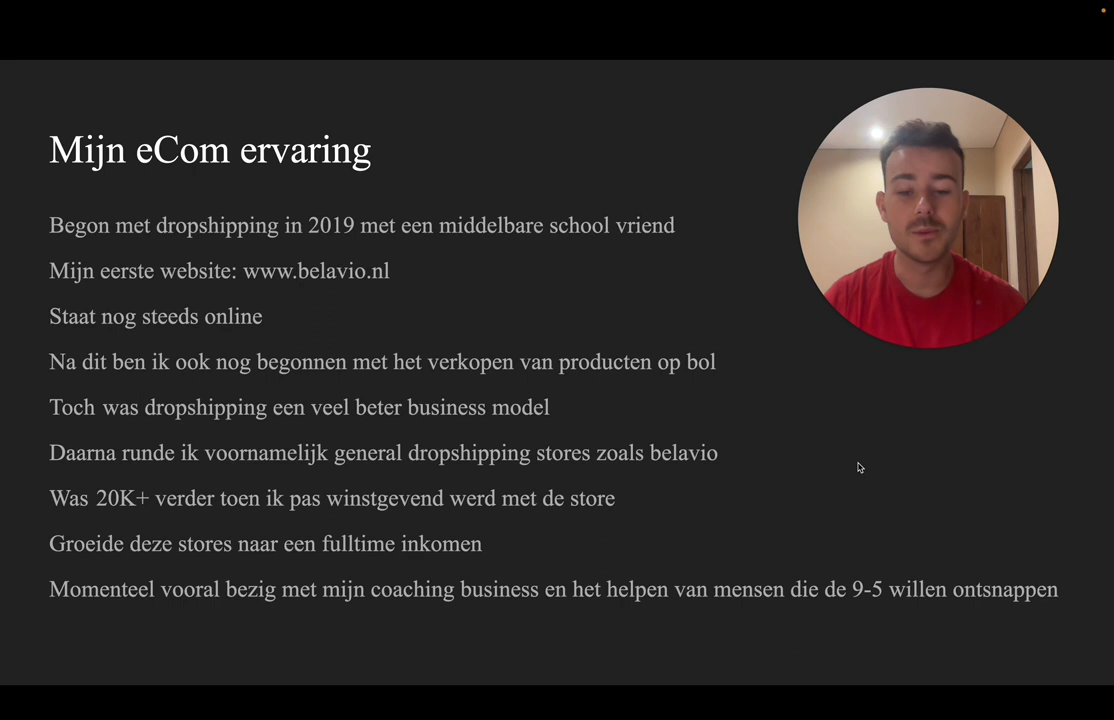 Mijn eCom ervaring
Begon met dropshipping in 2019 met een middelbare school vriend
Mijn eerste website: www.belavio.nl
Staat nog steeds online
Na dit ben ik ook nog begonnen met het verkopen van producten op bol
Toch was dropshipping een veel beter business model
Daarna runde ik voornamelijk general dropshipping stores zoals belavio
Was 20K+ verder toen ik pas winstgevend werd met de store
Groeide deze stores naar een fulltime inkomen
Momenteel vooral bezig met mijn coaching business en het helpen van mensen die de 9-5 willen ontsnappen